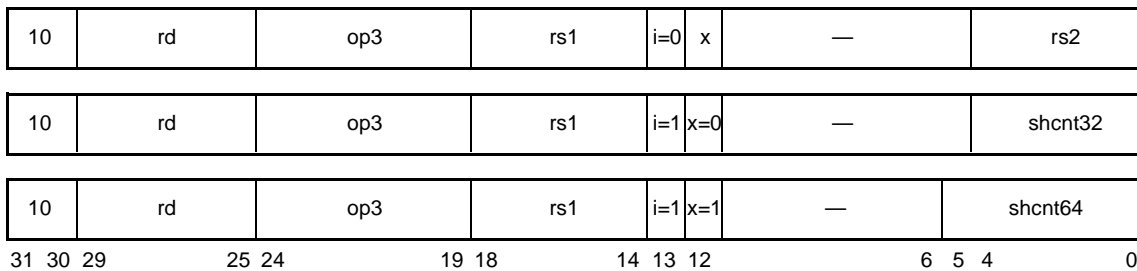 10 rd op3 rs1 i=0 x — rs2
10 rd op3 rs1 i=1 x=0 — shcnt32
10 rd op3 rs1 i=1 x=1 — shcnt64
31 30 29 25 24 19 18 14 13 12 6 5 4 0